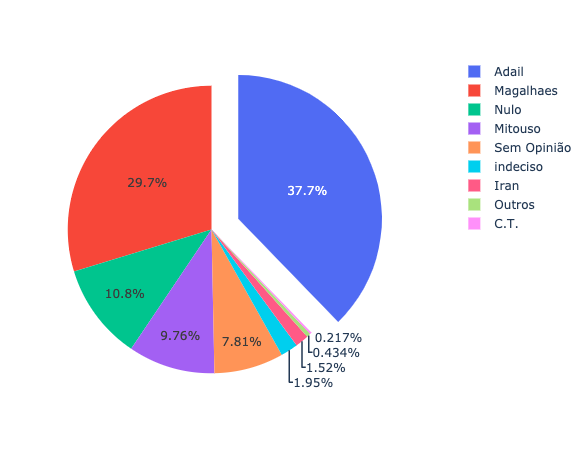 Adail
Magalhaes
Nulo
Mitouso
Sem Opinião
indeciso
Iran
Outros
C.T.
37.7%
29.7%
10.8%
9.76%
7.81%
0.217%
0.434%
1.52%
1.95%